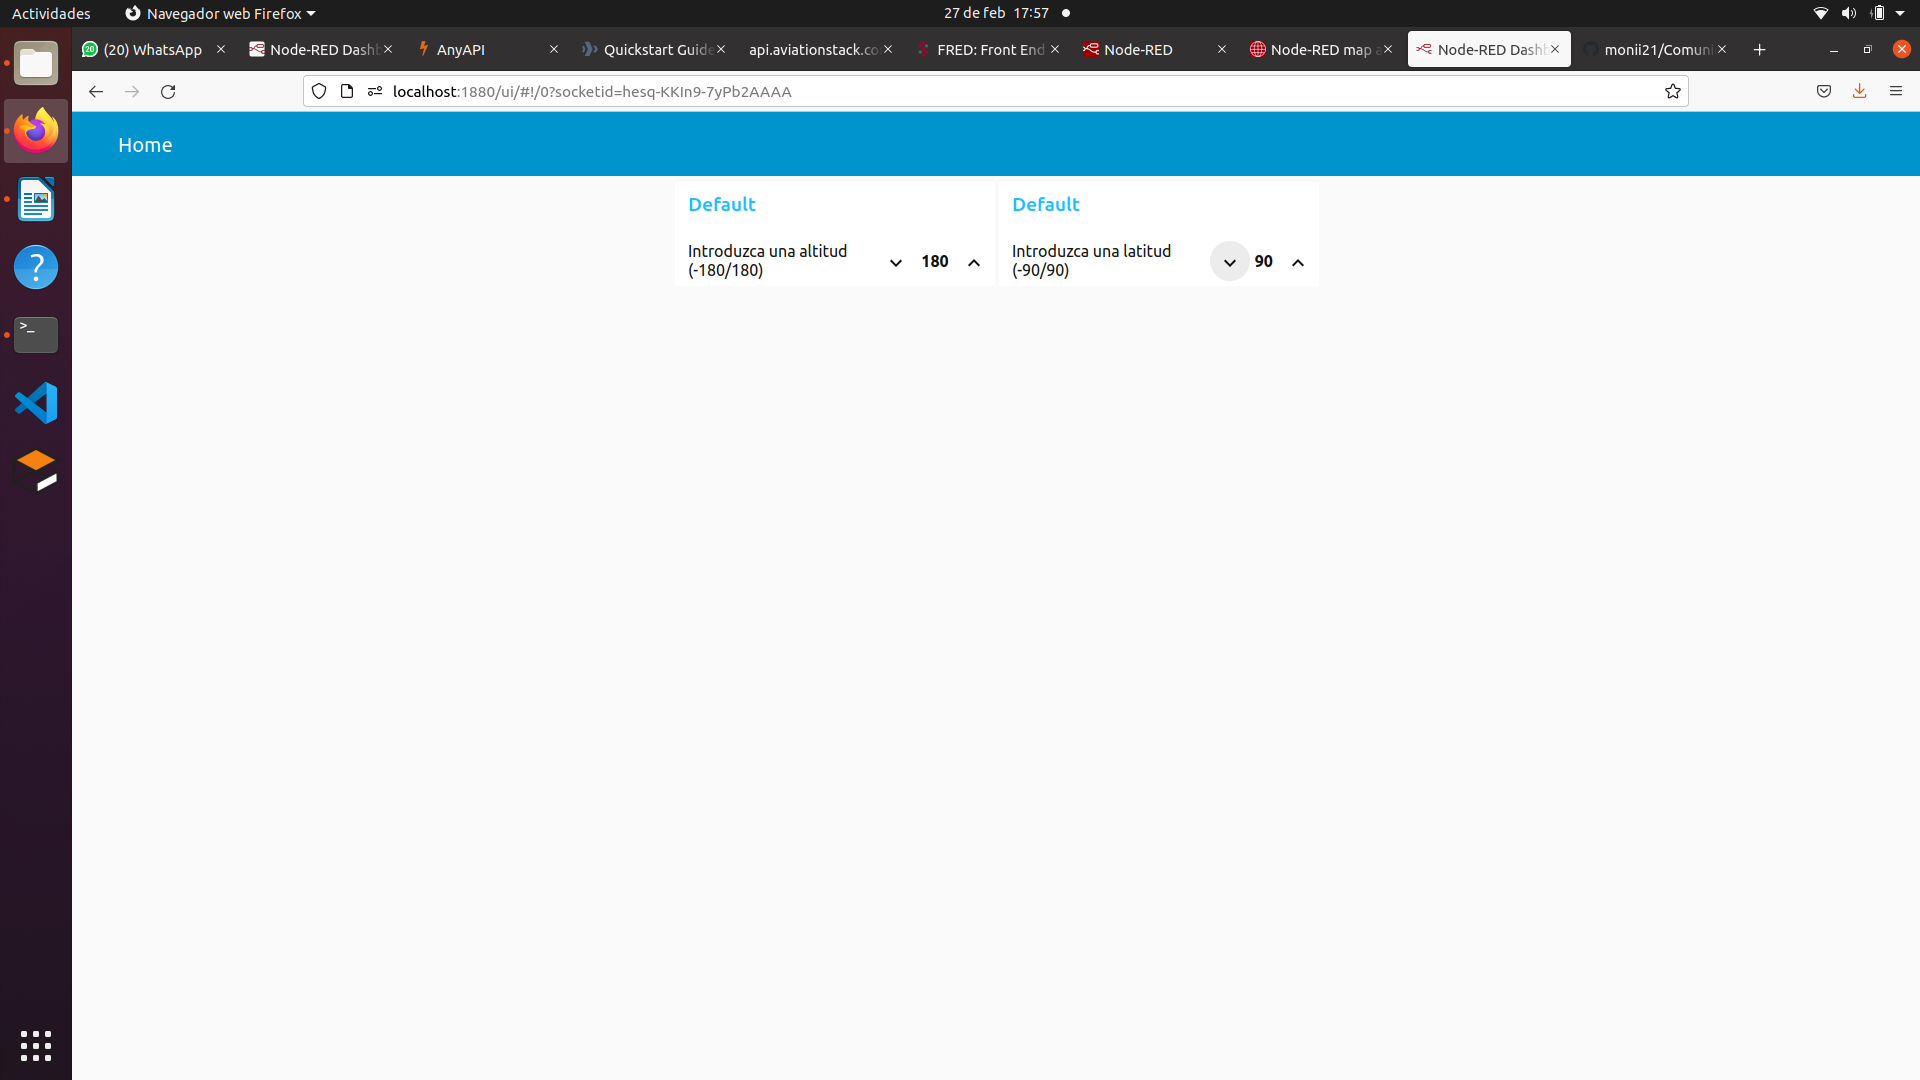 Actividades
Navegador web Firefox
27 de feb 17:57
20 (20) WhatsApp
Node-RED Dashb
AnyAPI
Quickstart Guide
api.aviationstack.co
FRED: Front End
Node-RED
Node-RED map a
Node-RED Dashb
monii21/Comuni
localhost:1880/ui/#!/0?socketid=hesq-KKIn9-7yPb2AAAA
Home
Default
Introduzca una altitud
(-180/180)
180
Default
Introduzca una latitud
(-90/90)
90